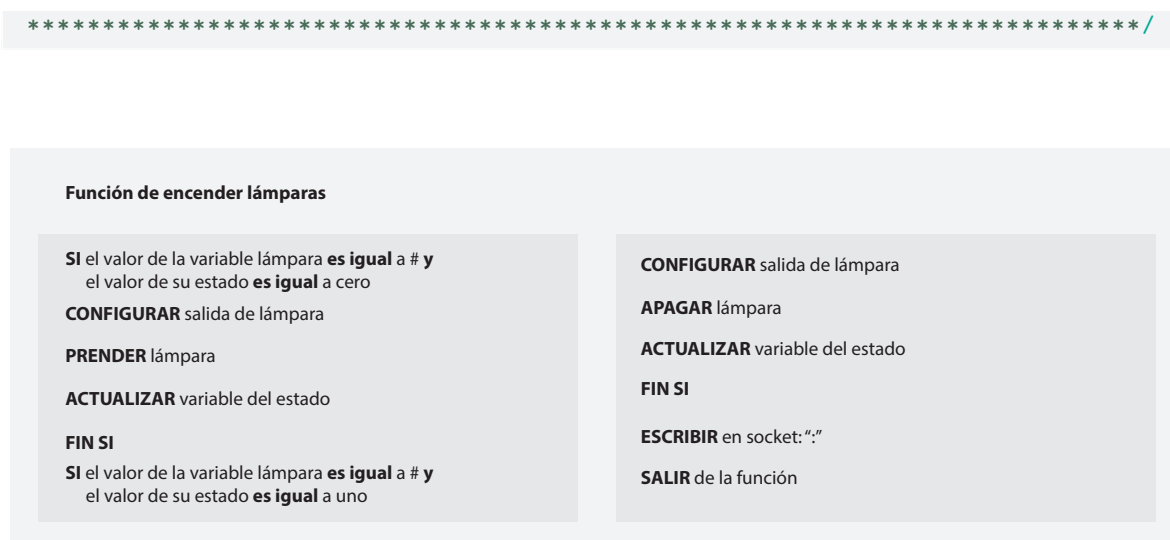 ***************************************************************************/
Función de encender lámparas
SI el valor de la variable lámpara es igual a # y
el valor de su estado es igual a cero
CONFIGURAR salida de lámpara
PRENDER lámpara
ACTUALIZAR variable del estado
FIN SI
SI el valor de la variable lámpara es igual a # y
el valor de su estado es igual a uno
CONFIGURAR salida de lámpara
APAGAR lámpara
ACTUALIZAR variable del estado
FIN SI
ESCRIBIR en socket: “:”
SALIR de la función